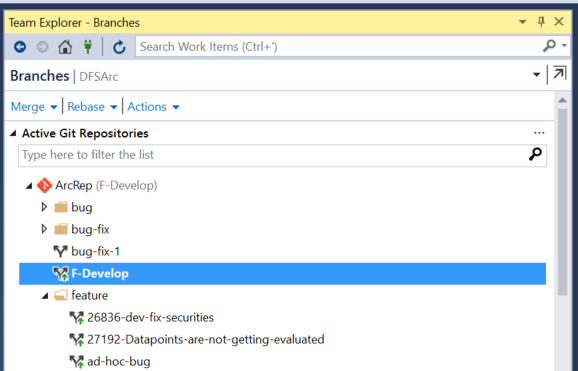 Team Explorer - Branches
Search Work Items (Ctrl+')
Branches | DFSArc
Merge Rebase Actions
Active Git Repositories
Type here to filter the list
ArcRep (F-Develop)
bug
bug-fix
bug-fix-1
F-Develop
feature
26836-dev-fix-securities
27192-Datapoints-are-not-getting-evaluated
ad-hoc-bug